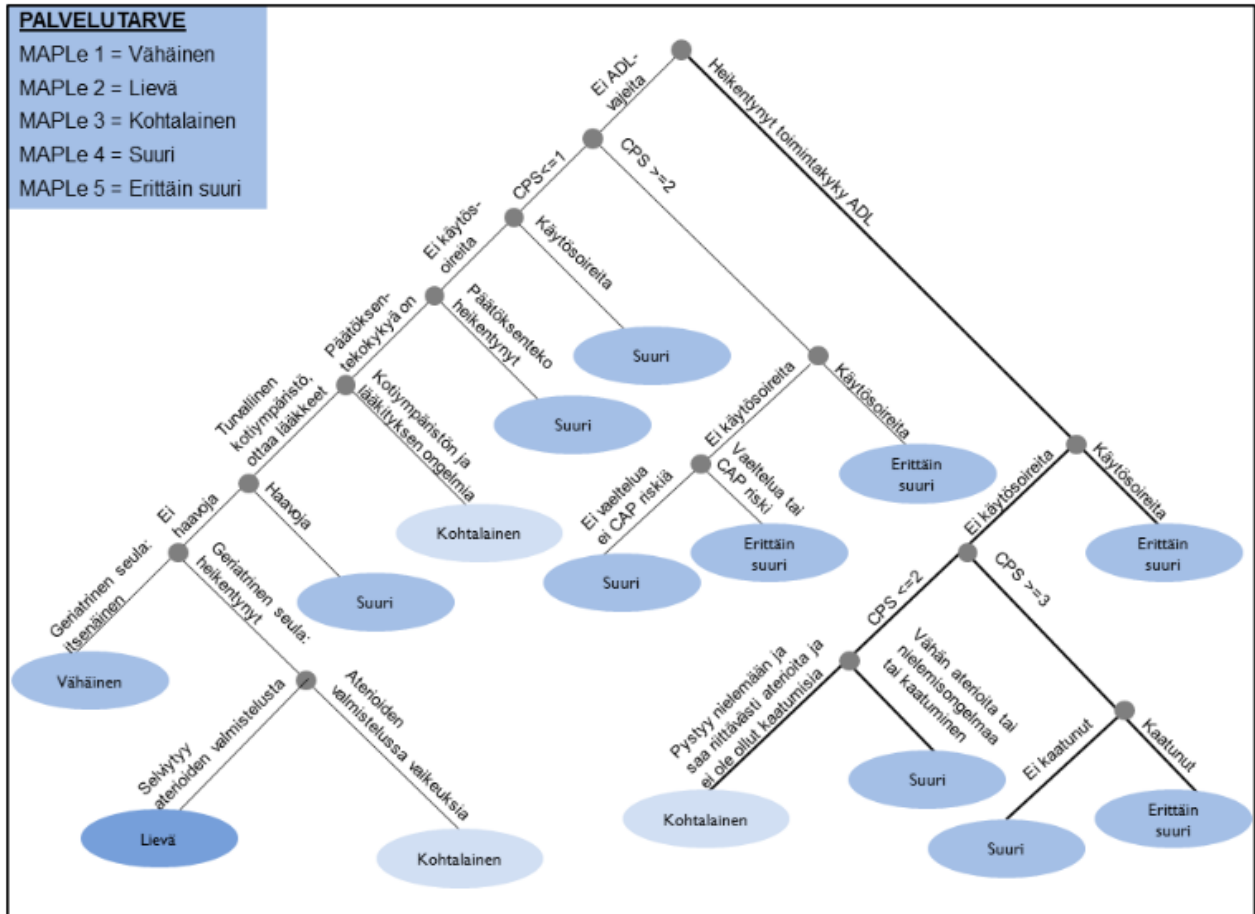 PALVELUTARVE
MAPLe 1 = Vähäinen
MAPLe 2 = Lievä
MAPLe 3 = Kohtalainen
MAPLe 4 = Suuri
MAPLe 5 = Erittäin suuri
Ei ADL-
vajeita
Heikentynyt toimintakyky ADL
CPS<=1
CPS >=2
Ei käytös-
oireita
Käytösoireita
Suuri
Päätöksen-
tekokykyä on
Päätöksenteko
heikentynyt
Suuri
Turvallinen
kotiympäristö,
ottaa lääkkeet
Kotiympäristön ja
lääkityksen ongelmia
Kohtalainen
Ei
haavoja
Haavoja
Suuri
Geriatrinen seula:
itsenäinen
Vähäinen
Geriatrinen seula:
heikentynyt
Selviytyy
aterioiden valmistelusta
Lievä
Aterioiden
valmistelussa vaikeuksia
Kohtalainen
Ei käytösoireita
Käytösoireita
Erittäin
suuri
Ei vaeltelua
ei CAP riskiä
Suuri
Vaeltelua tai
CAP riski
Erittäin
suuri
Ei käytösoireita
Käytösoireita
Erittäin
suuri
CPS <=2
CPS >=3
Pystyy nielemään ja
saa riittävästi aterioita ja
ei ole ollut kaatumisia
Kohtalainen
Vähän aterioita tai
nielemisongelmaa
tai kaatuminen
Suuri
Ei kaatunut
Suuri
Kaatunut
Erittäin
suuri